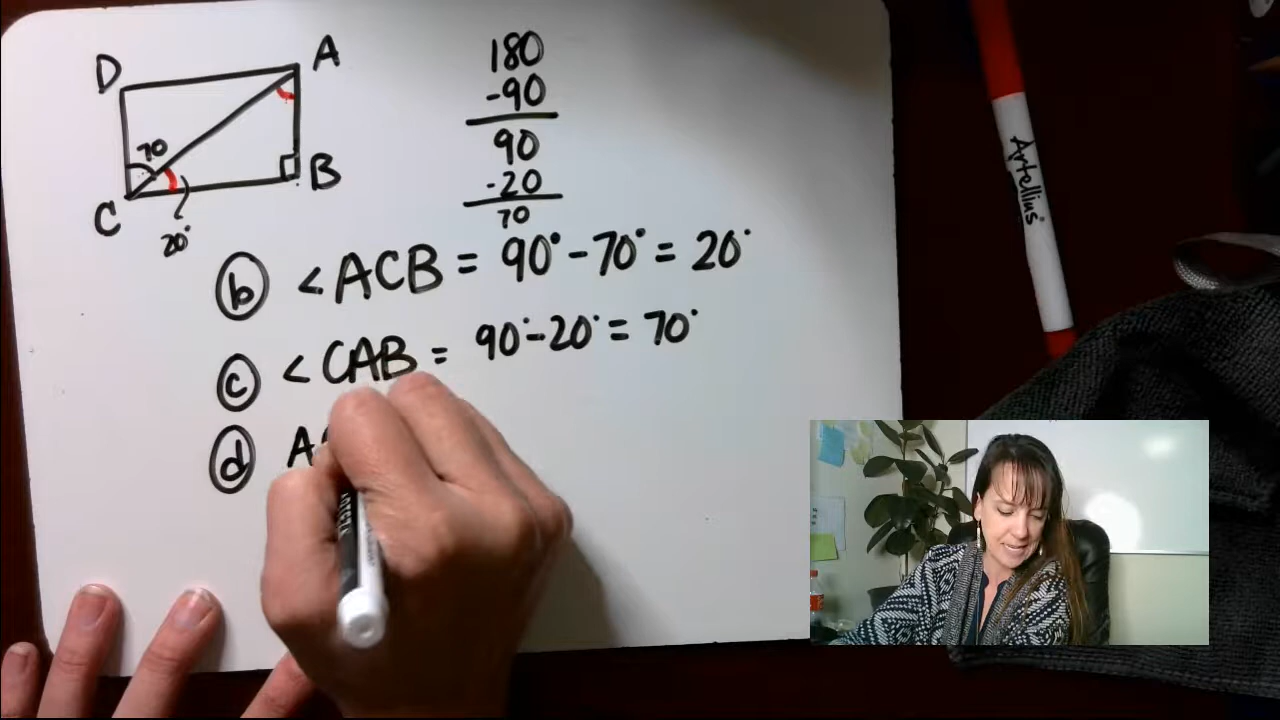 D
A
70
B
C
20°
180
-90
90
-20
70
b < ACB = 90° - 70° = 20°
c < CAB = 90° - 20° = 70°
d A
Artellius